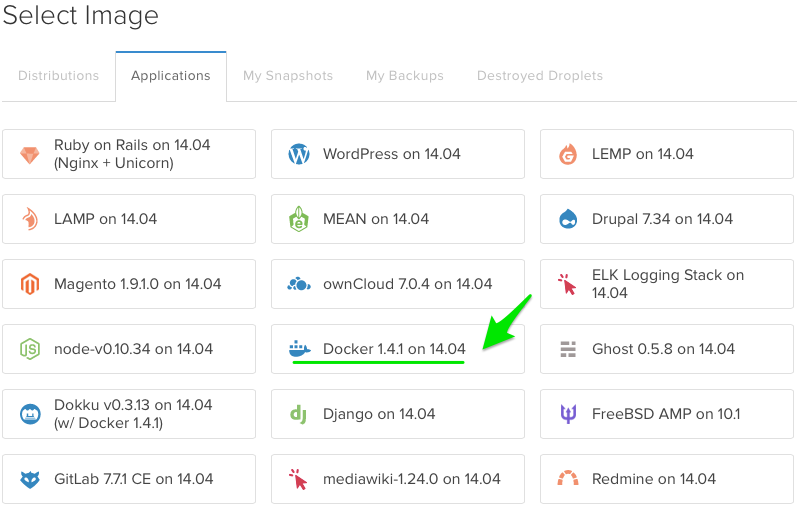 Select Image
Distributions
Applications
My Snapshots
My Backups
Destroyed Droplets
Ruby on Rails on 14.04
(Nginx + Unicorn)
WordPress on 14.04
LEMP on 14.04
LAMP on 14.04
MEAN on 14.04
Drupal 7.34 on 14.04
Magento 1.9.1.0 on 14.04
ownCloud 7.0.4 on 14.04
ELK Logging Stack on
14.04
node-v0.10.34 on 14.04
Docker 1.4.1 on 14.04
Ghost 0.5.8 on 14.04
Dokku v0.3.13 on 14.04
(w/ Docker 1.4.1)
Django on 14.04
FreeBSD AMP on 10.1
GitLab 7.7.1 CE on 14.04
mediawiki-1.24.0 on 14.04
Redmine on 14.04